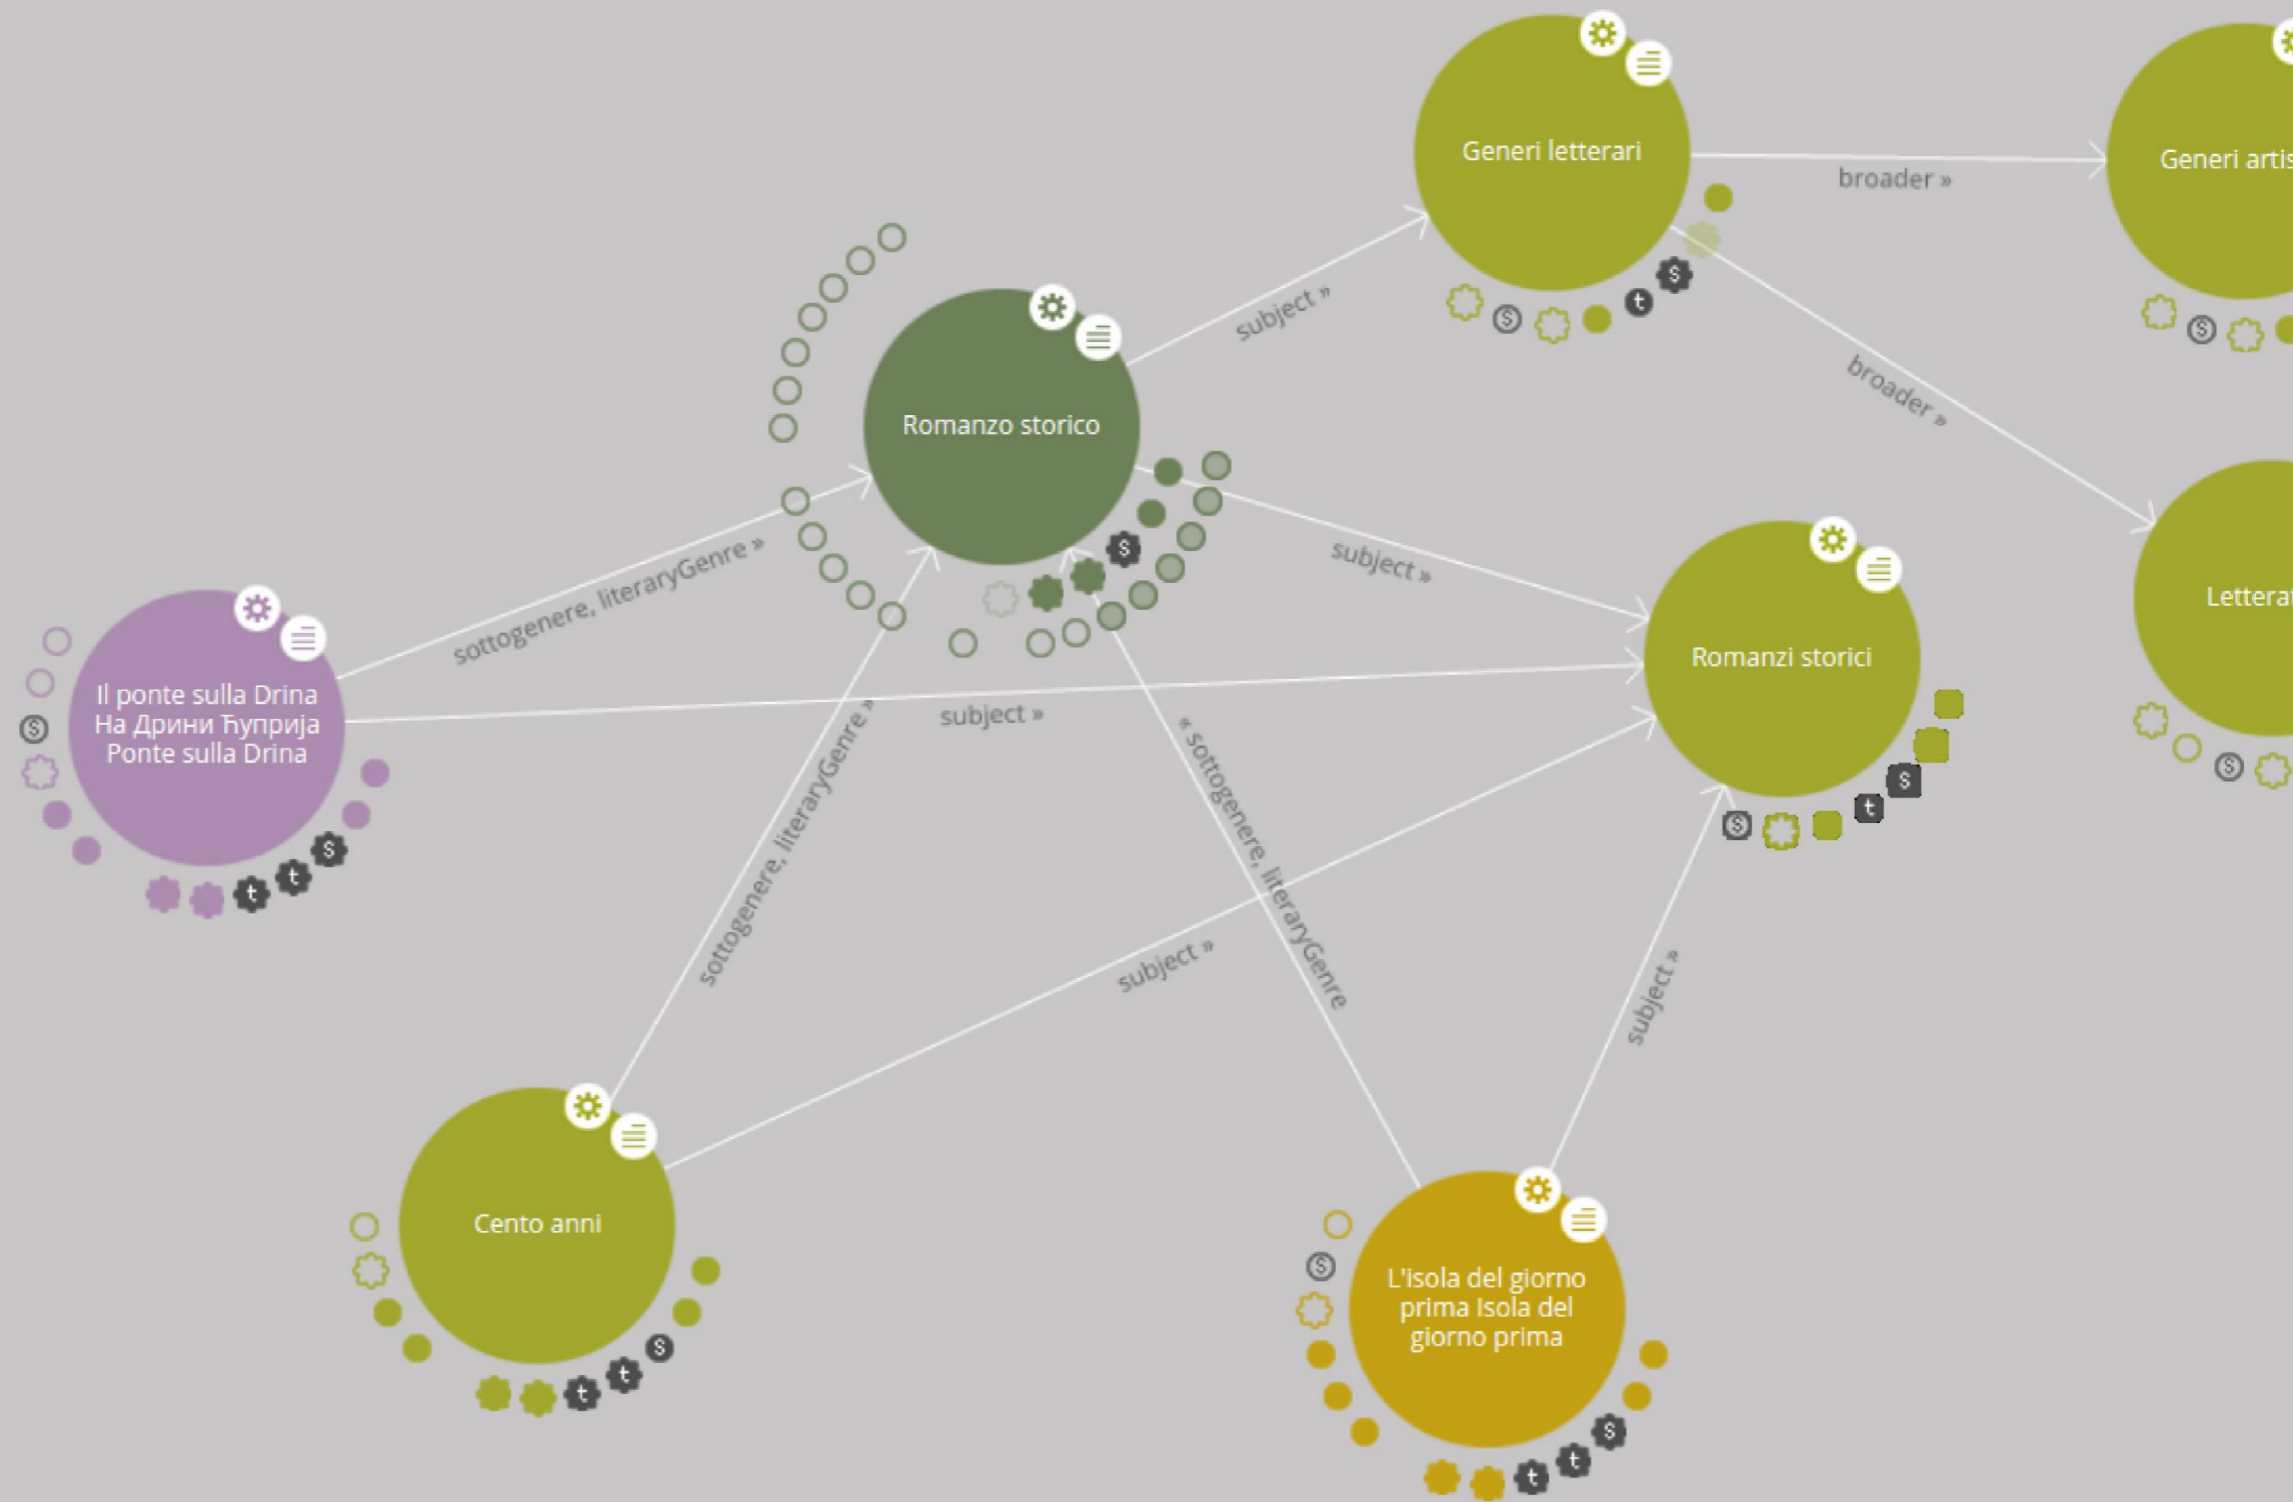 Generi letterari
Generi artis
broader »
subject »
broader »
Romanzo storico
subject »
sottogenere, literaryGenre »
Letterat
Romanzi storici
Il ponte sulla Drina
На Дрини Ћуприја
Ponte sulla Drina
subject »
sottogenere, literaryGenre »
« sottogenere, literaryGenre
subject »
subject »
Cento anni
L'isola del giorno
prima Isola del
giorno prima